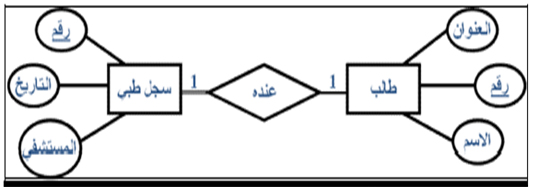 العنوان
رقم
طالب
رقم
1
عنده
1
سجل طبي
التاريخ
الاسم
المستشفى